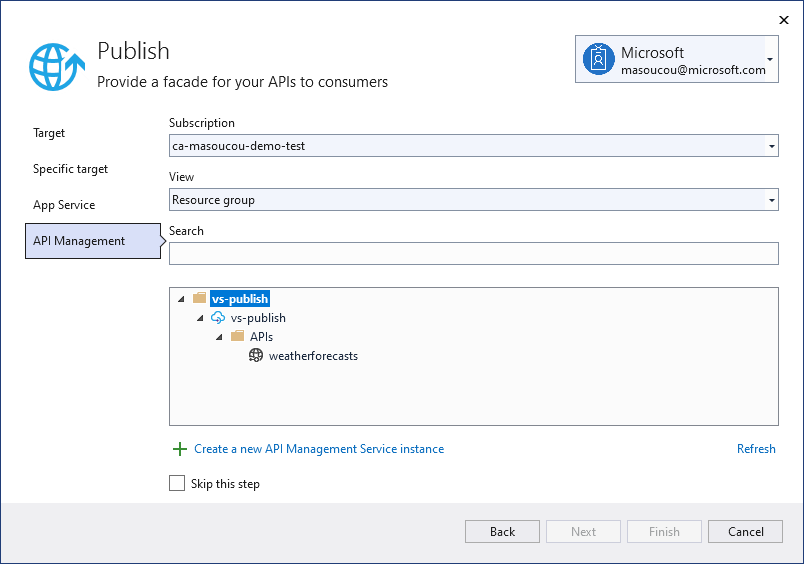 Publish
Provide a facade for your APIs to consumers
Microsoft
masoucou@microsoft.com
Target
Specific target
App Service
API Management
Subscription
ca-masoucou-demo-test
View
Resource group
Search
vs-publish
vs-publish
APIs
weatherforecasts
Create a new API Management Service instance
Refresh
Skip this step
Back
Next
Finish
Cancel